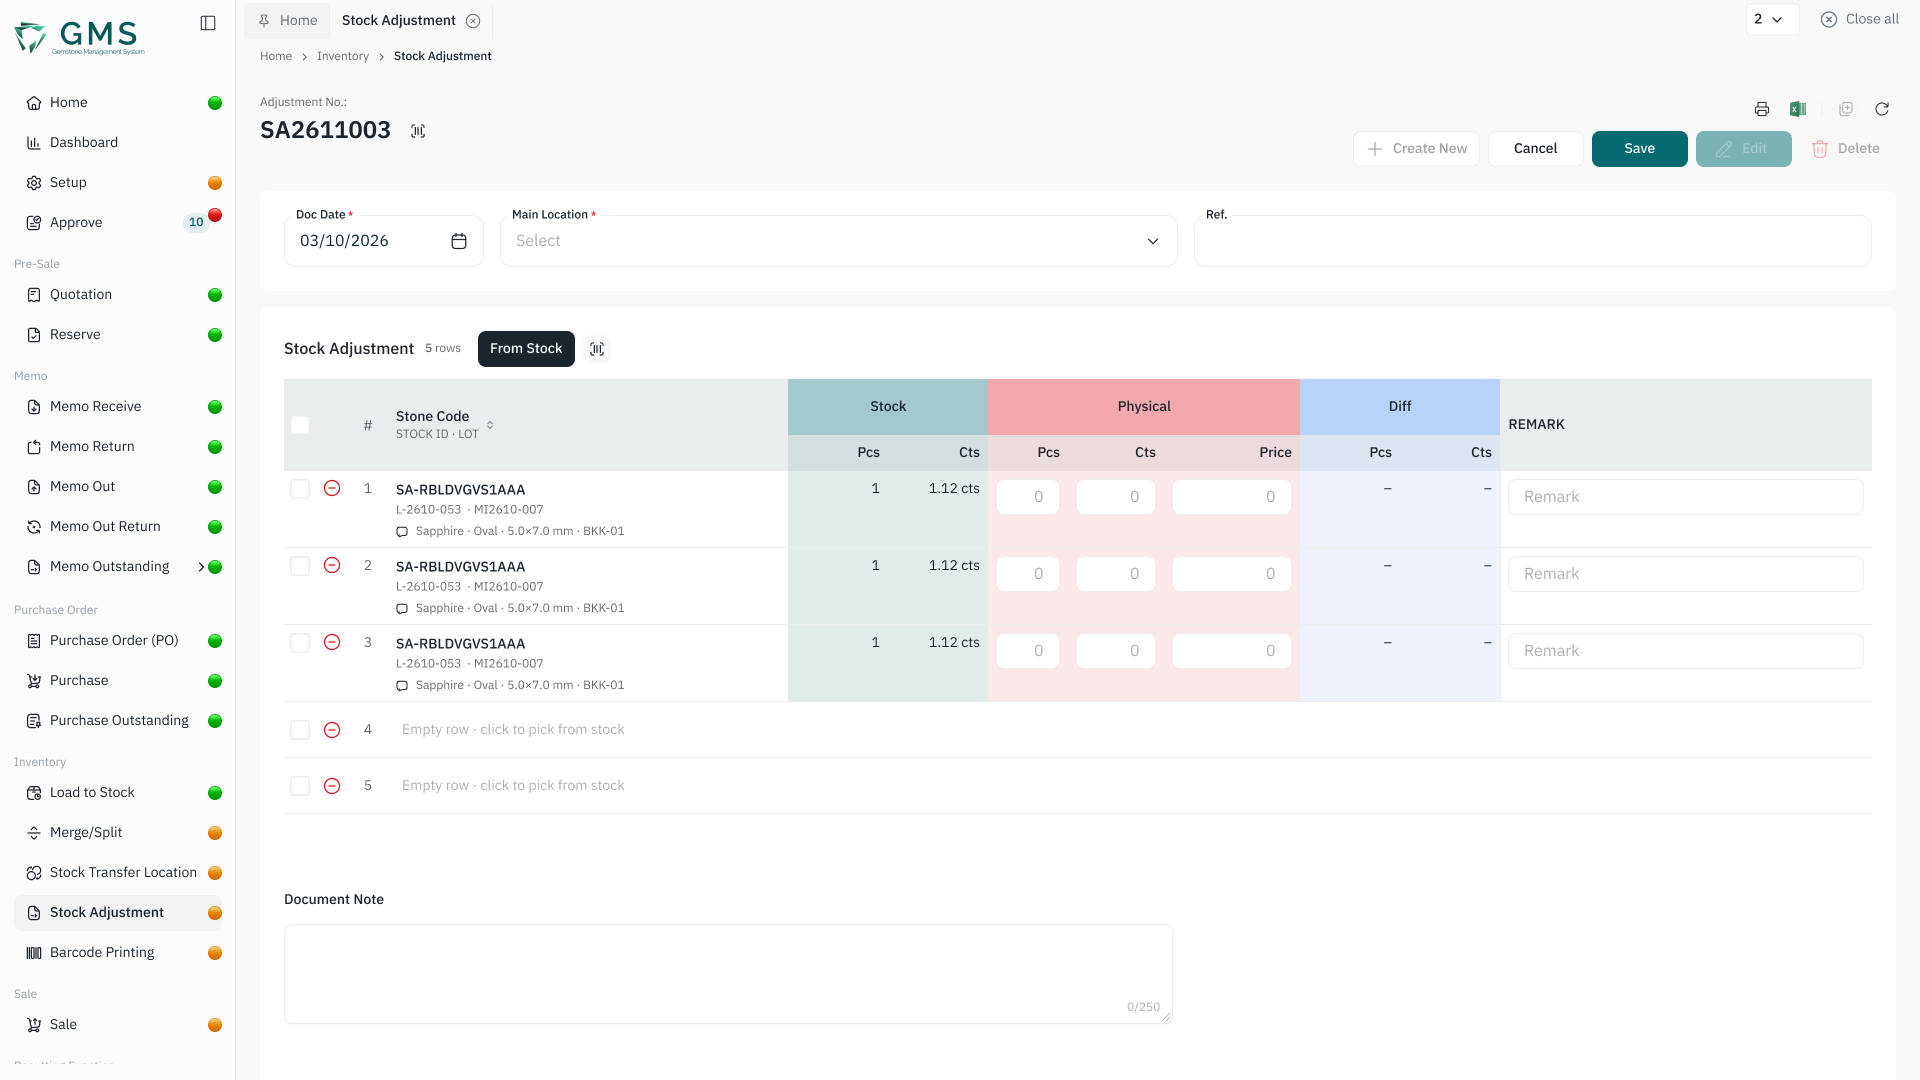 GMS
Gemstone Management System
Home
Stock Adjustment
2
Close all
Home
Inventory
Stock Adjustment
Adjustment No.:
SA2611003
Create New
Cancel
Save
Edit
Delete
Home
Dashboard
Setup
Approve
10
Pre-Sale
Quotation
Reserve
Memo
Memo Receive
Memo Return
Memo Out
Memo Out Return
Memo Outstanding
Purchase Order
Purchase Order (PO)
Purchase
Purchase Outstanding
Inventory
Load to Stock
Merge/Split
Stock Transfer Location
Stock Adjustment
Barcode Printing
Sale
Sale
Doc Date *
03/10/2026
Main Location *
Select
Ref.
Stock Adjustment
5 rows
From Stock
#
Stone Code
STOCK ID · LOT
Stock
Physical
Diff
REMARK
Pcs
Cts
Pcs
Cts
Price
Pcs
Cts
1
SA-RBLDVGVS1AAA
L-2610-053 · MI2610-007
Sapphire · Oval · 5.0×7.0 mm · BKK-01
1
1.12 cts
0
0
0
–
–
Remark
2
SA-RBLDVGVS1AAA
L-2610-053 · MI2610-007
Sapphire · Oval · 5.0×7.0 mm · BKK-01
1
1.12 cts
0
0
0
–
–
Remark
3
SA-RBLDVGVS1AAA
L-2610-053 · MI2610-007
Sapphire · Oval · 5.0×7.0 mm · BKK-01
1
1.12 cts
0
0
0
–
–
Remark
4
Empty row · click to pick from stock
5
Empty row · click to pick from stock
Document Note
0/250